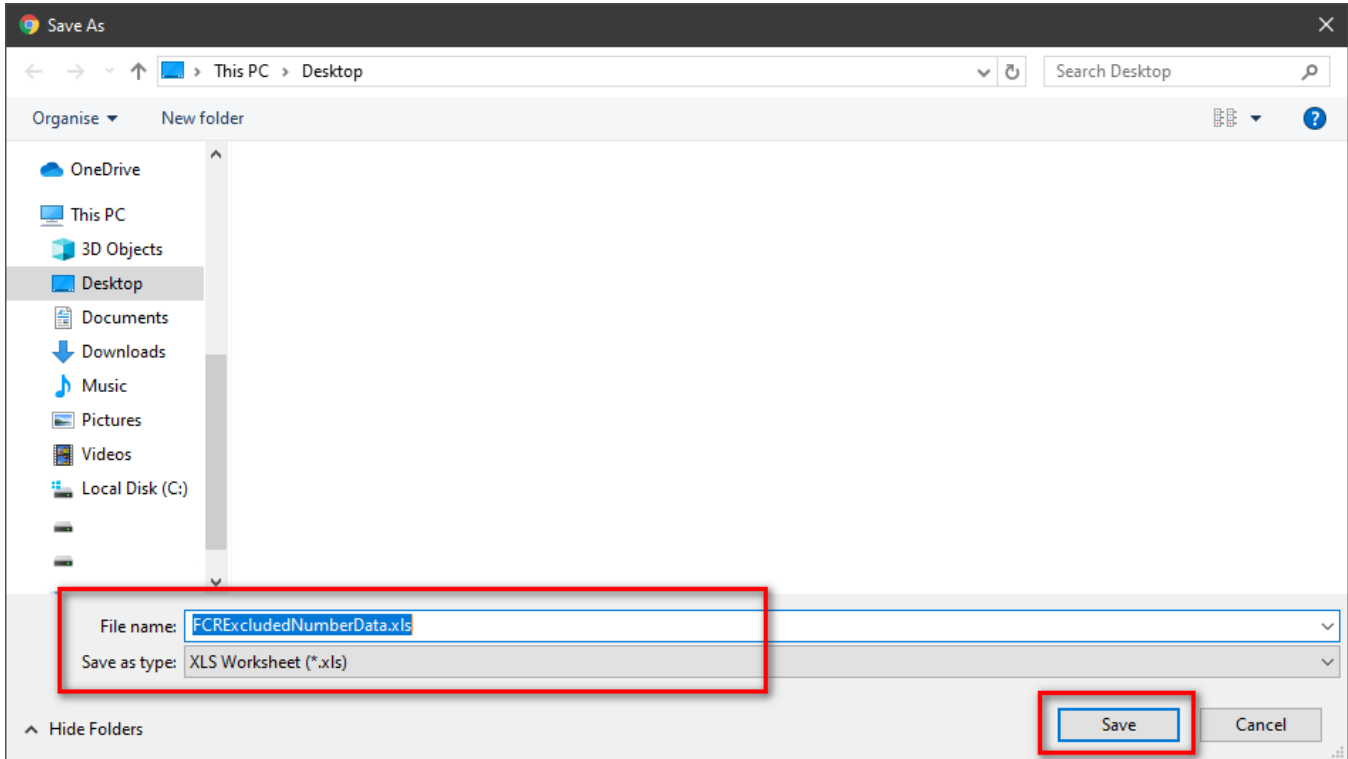 Save As
This PC > Desktop
Search Desktop
Organise
New folder
OneDrive
This PC
3D Objects
Desktop
Documents
Downloads
Music
Pictures
Videos
Local Disk (C:)
File name: FCRExcludedNumberData.xls
Save as type: XLS Worksheet (*.xls)
Hide Folders
Save
Cancel